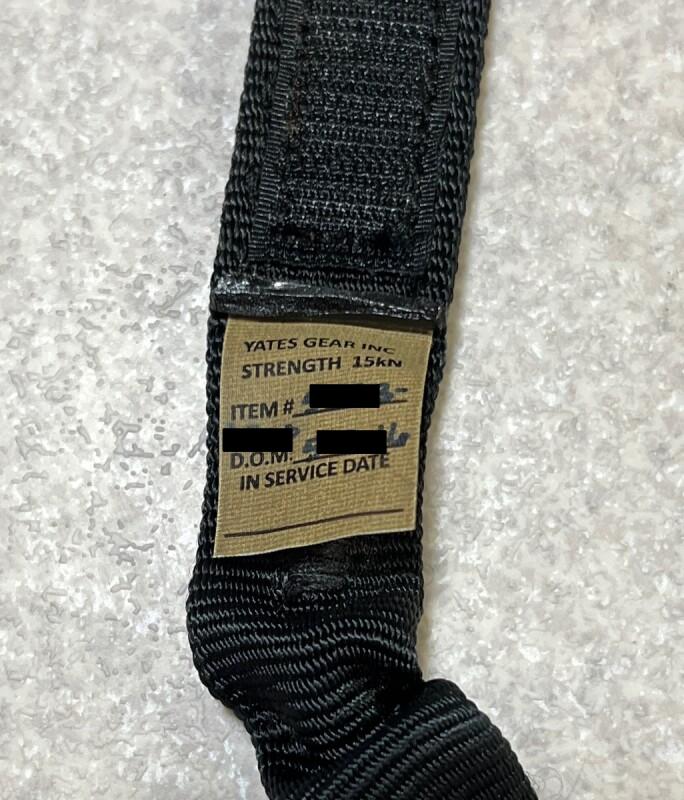 YATES GEAR INC
STRENGTH 15kN
ITEM #
D.O.M.
IN SERVICE DATE